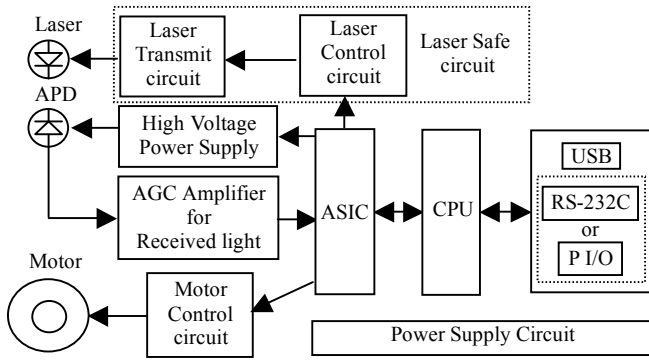 Laser
Laser
Transmit
circuit
Laser
Control
circuit
Laser Safe
circuit
APD
High Voltage
Power Supply
AGC Amplifier
for
Received light
ASIC
CPU
USB
RS-232C
or
P I/O
Motor
Motor
Control
circuit
Power Supply Circuit